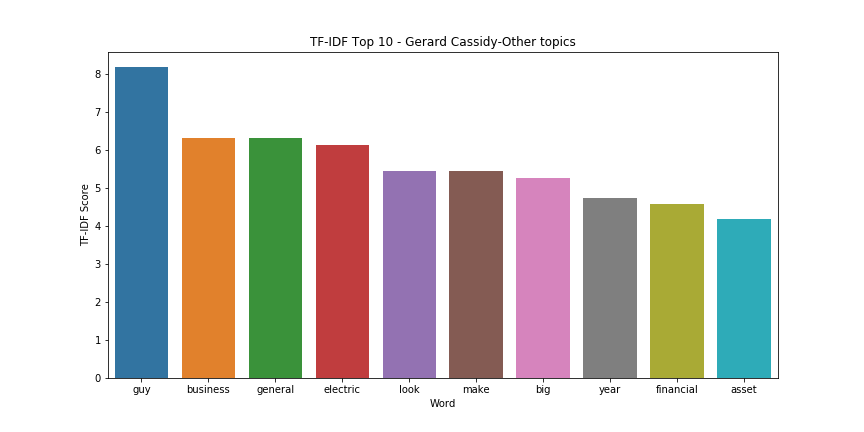 TF-IDF Top 10 - Gerard Cassidy-Other topics
TF-IDF Score
8
7
6
5
4
3
2
1
0
guy business general electric look make big year financial asset
Word